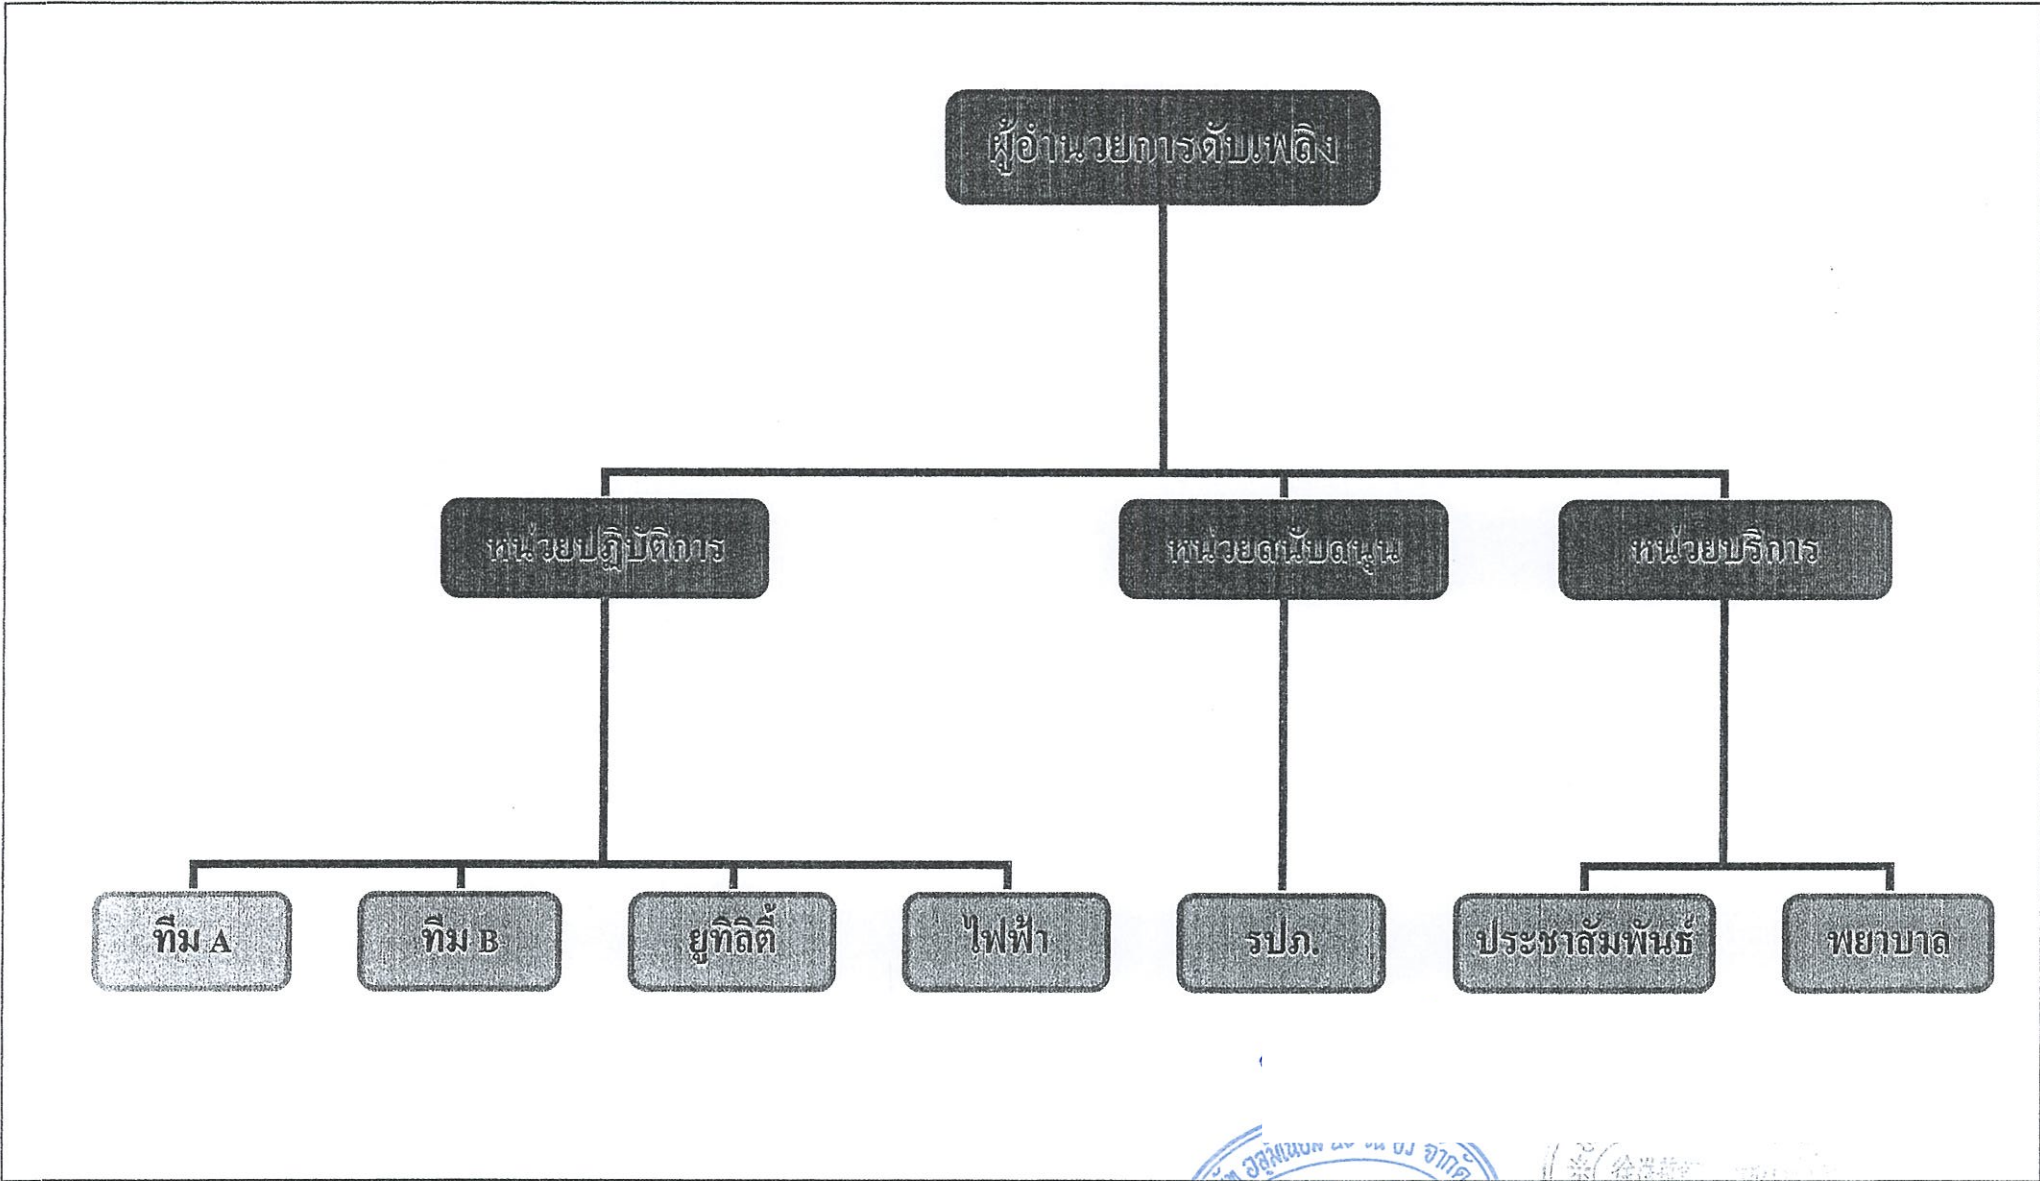 ผู้อำนวยการดับเพลิง
หน่วยปฏิบัติการ
หน่วยสนับสนุน
หน่วยบริการ
ทีม A
ทีม B
ยูทิลิตี้
ไฟฟ้า
รปภ.
ประชาสัมพันธ์
พยาบาล
จำกัด